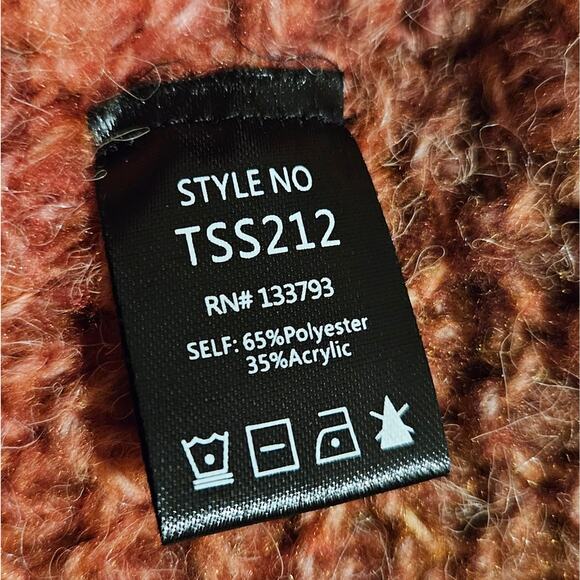 STYLE NO
TSS212
RN# 133793
SELF: 65%Polyester
35%Acrylic